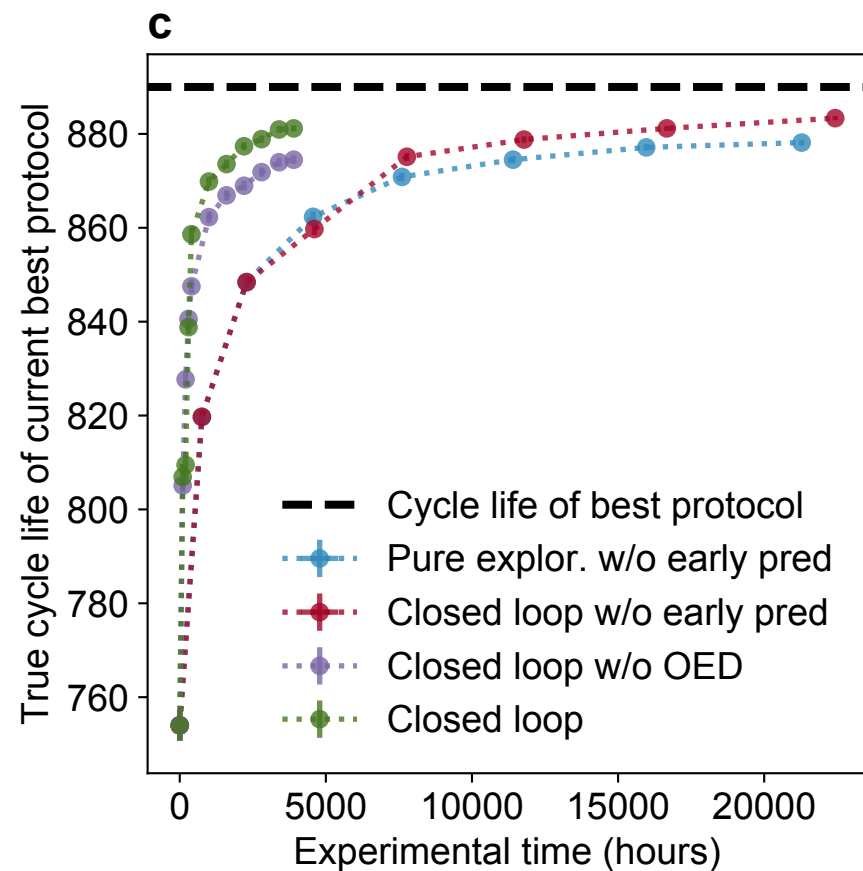 c
True cycle life of current best protocol
880
860
840
820
800
780
760
Cycle life of best protocol
Pure explor. w/o early pred
Closed loop w/o early pred
Closed loop w/o OED
Closed loop
0 5000 10000 15000 20000
Experimental time (hours)